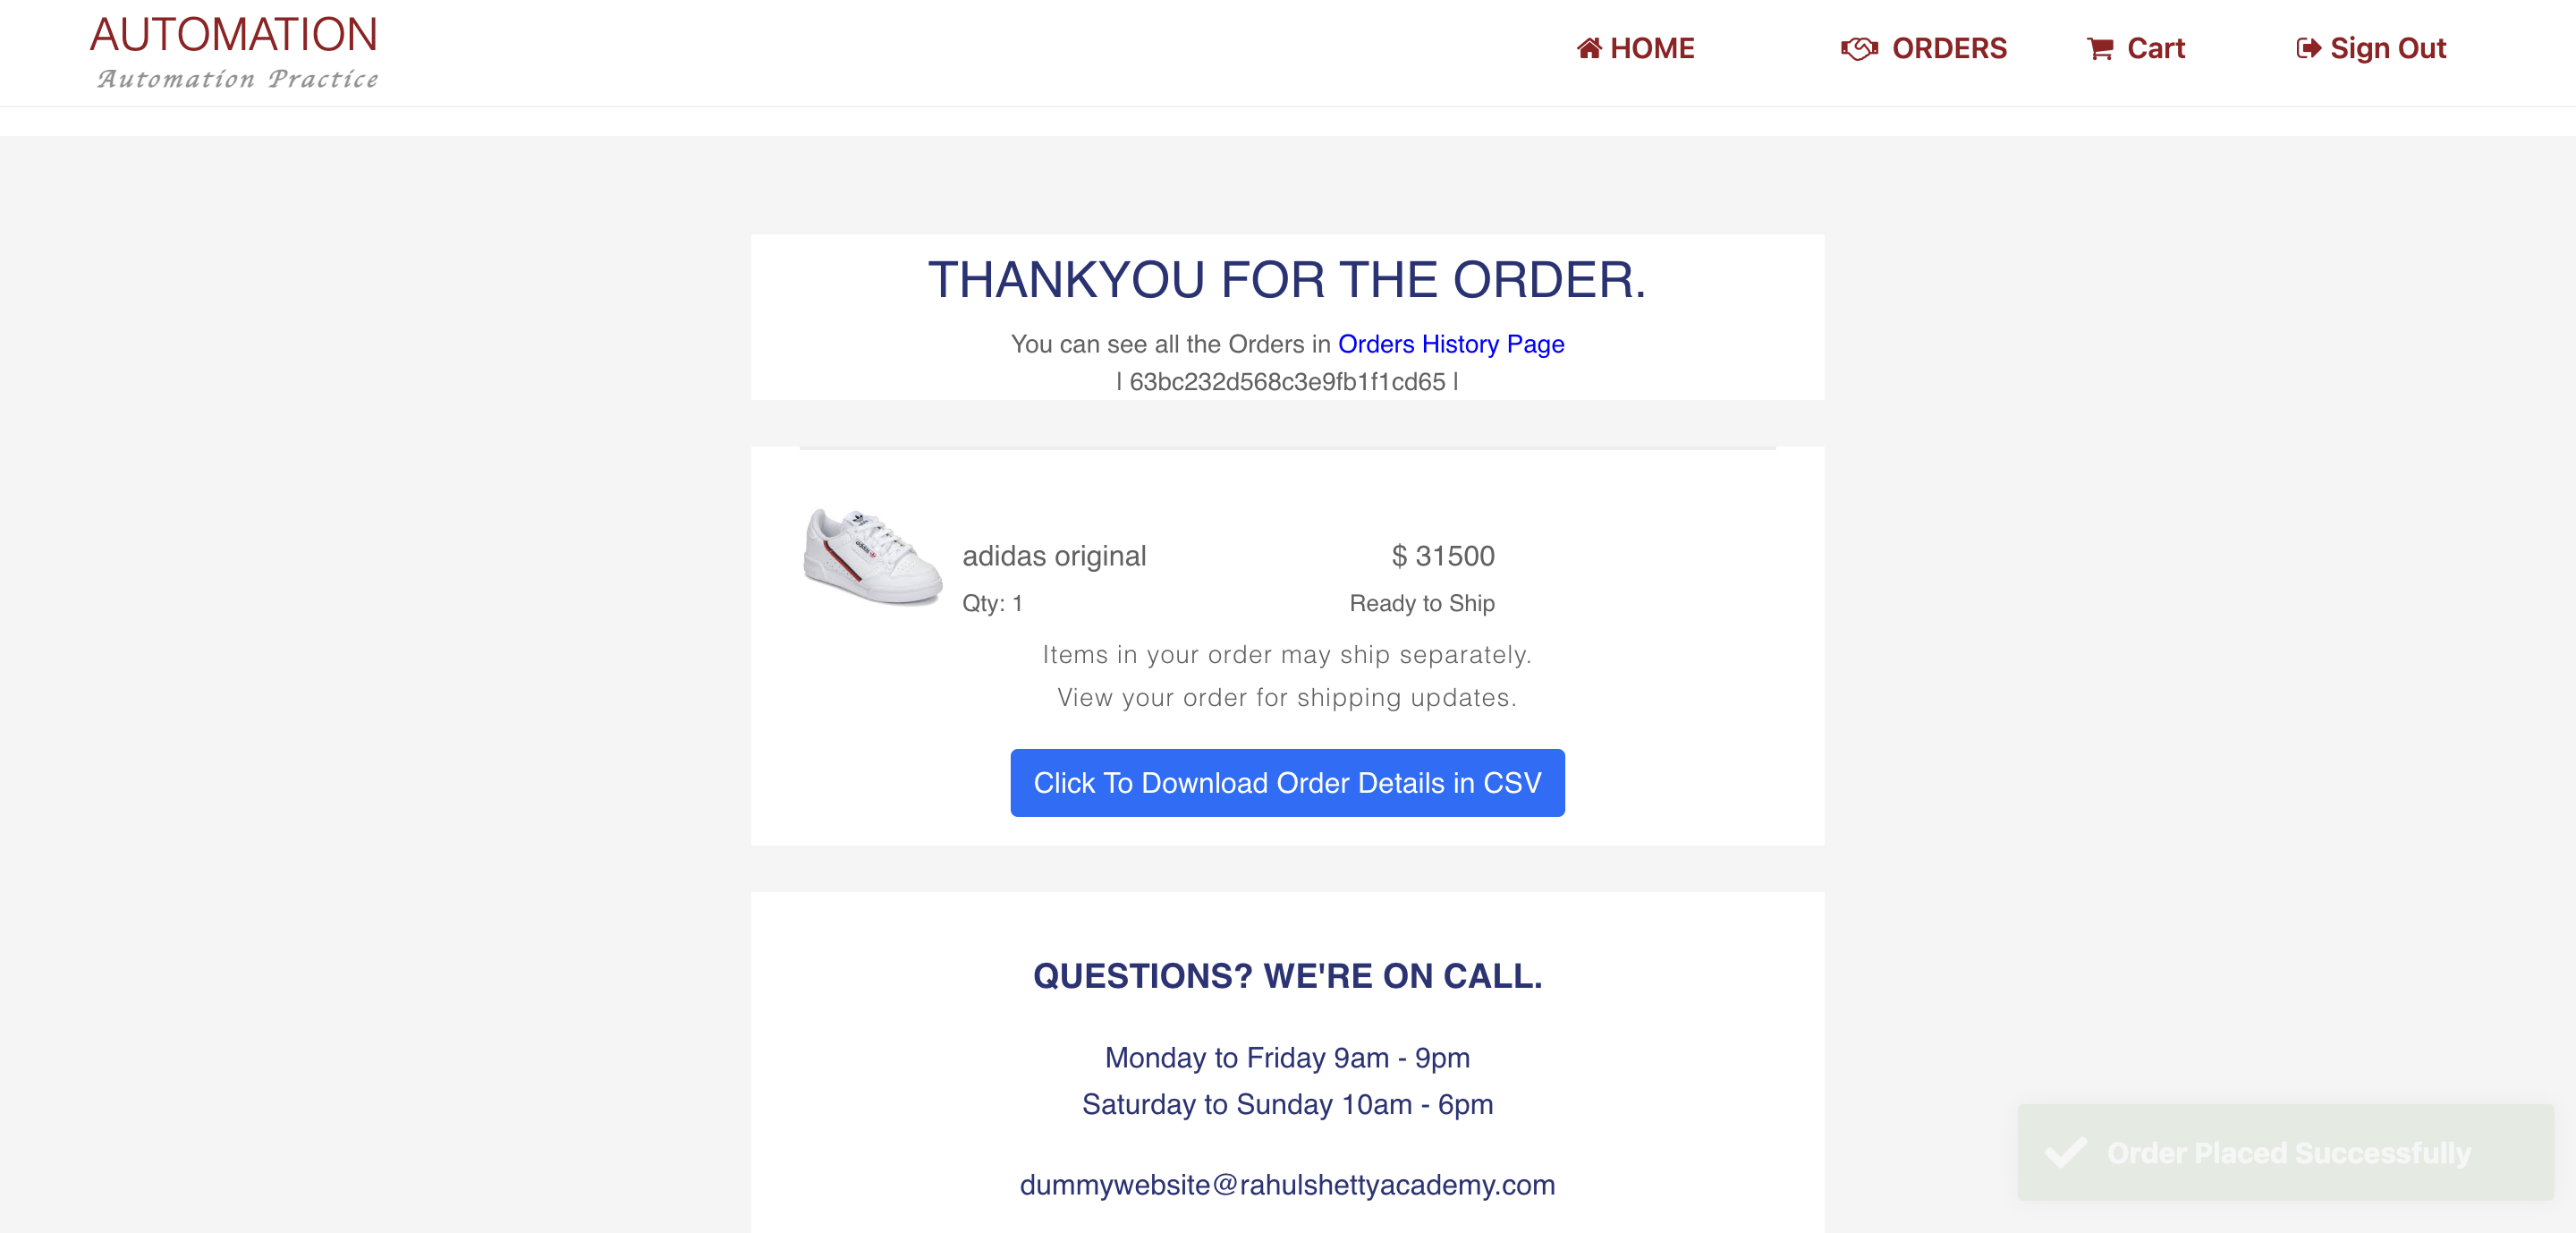 AUTOMATION
Automation Practice
HOME
ORDERS
Cart
Sign Out
THANKYOU FOR THE ORDER.
You can see all the Orders in Orders History Page
| 63bc232d568c3e9fb1f1cd65 |
adidas original
$ 31500
Qty: 1
Ready to Ship
Items in your order may ship separately.
View your order for shipping updates.
Click To Download Order Details in CSV
QUESTIONS? WE'RE ON CALL.
Monday to Friday 9am - 9pm
Saturday to Sunday 10am - 6pm
dummywebsite@rahulshettyacademy.com
Order Placed Successfully